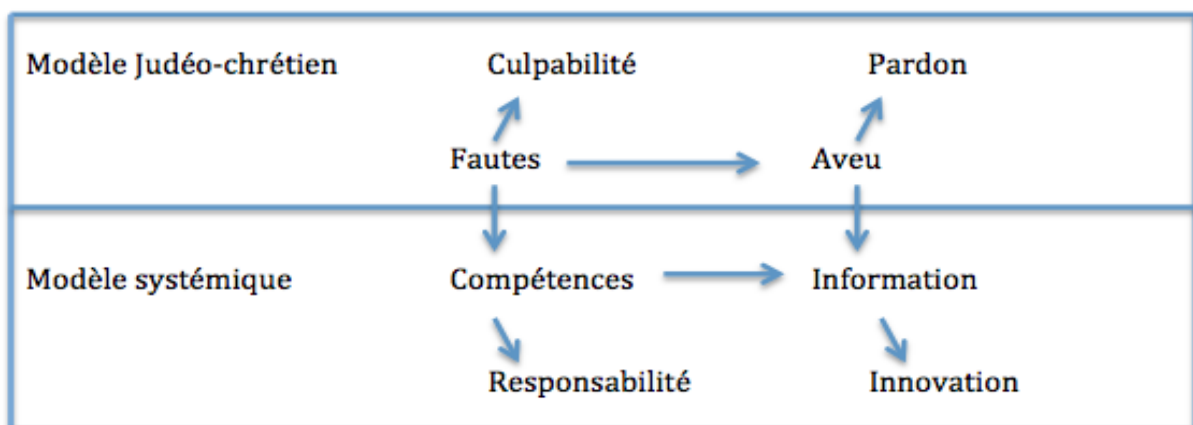 Modèle Judéo-chrétien Culpabilité Pardon
Fautes Aveu
Modèle systémique Compétences Information
Responsabilité Innovation